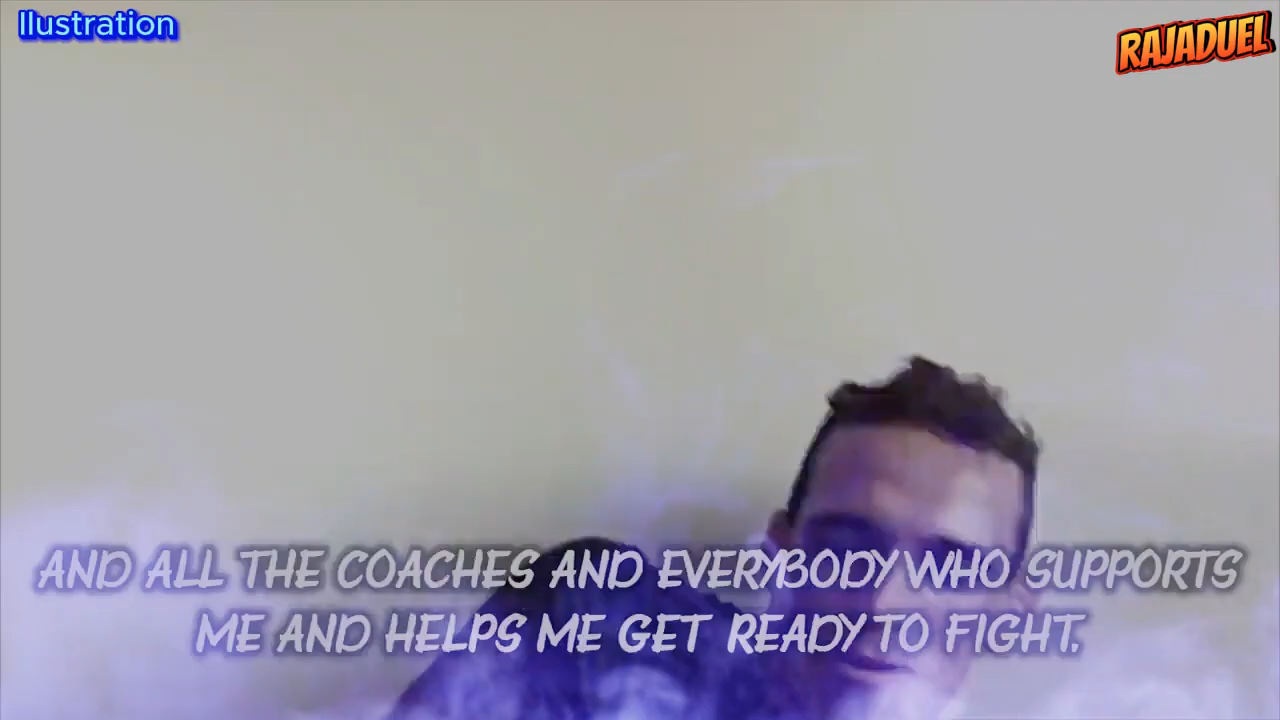 Ilustration
RAJADUEL
AND ALL THE COACHES AND EVERYBODY WHO SUPPORTS
ME AND HELPS ME GET READY TO FIGHT.